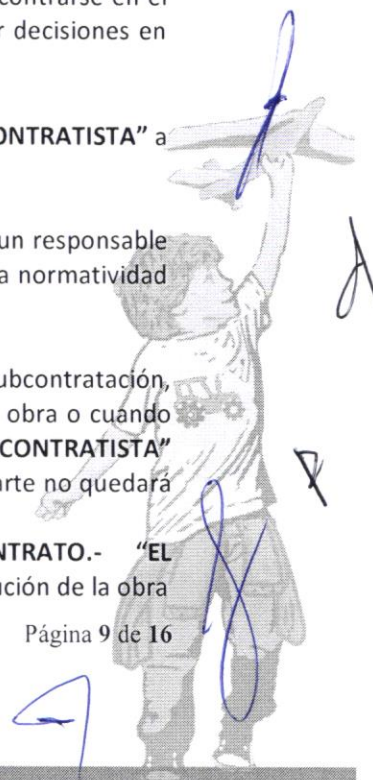 contrarse en el
r decisiones en
ONTRATISTA" a
un responsable
a normatividad
ubcontratación,
obra o cuando
CONTRATISTA"
arte no quedará
NTRATO.- "EL
ución de la obra
Página 9 de 16